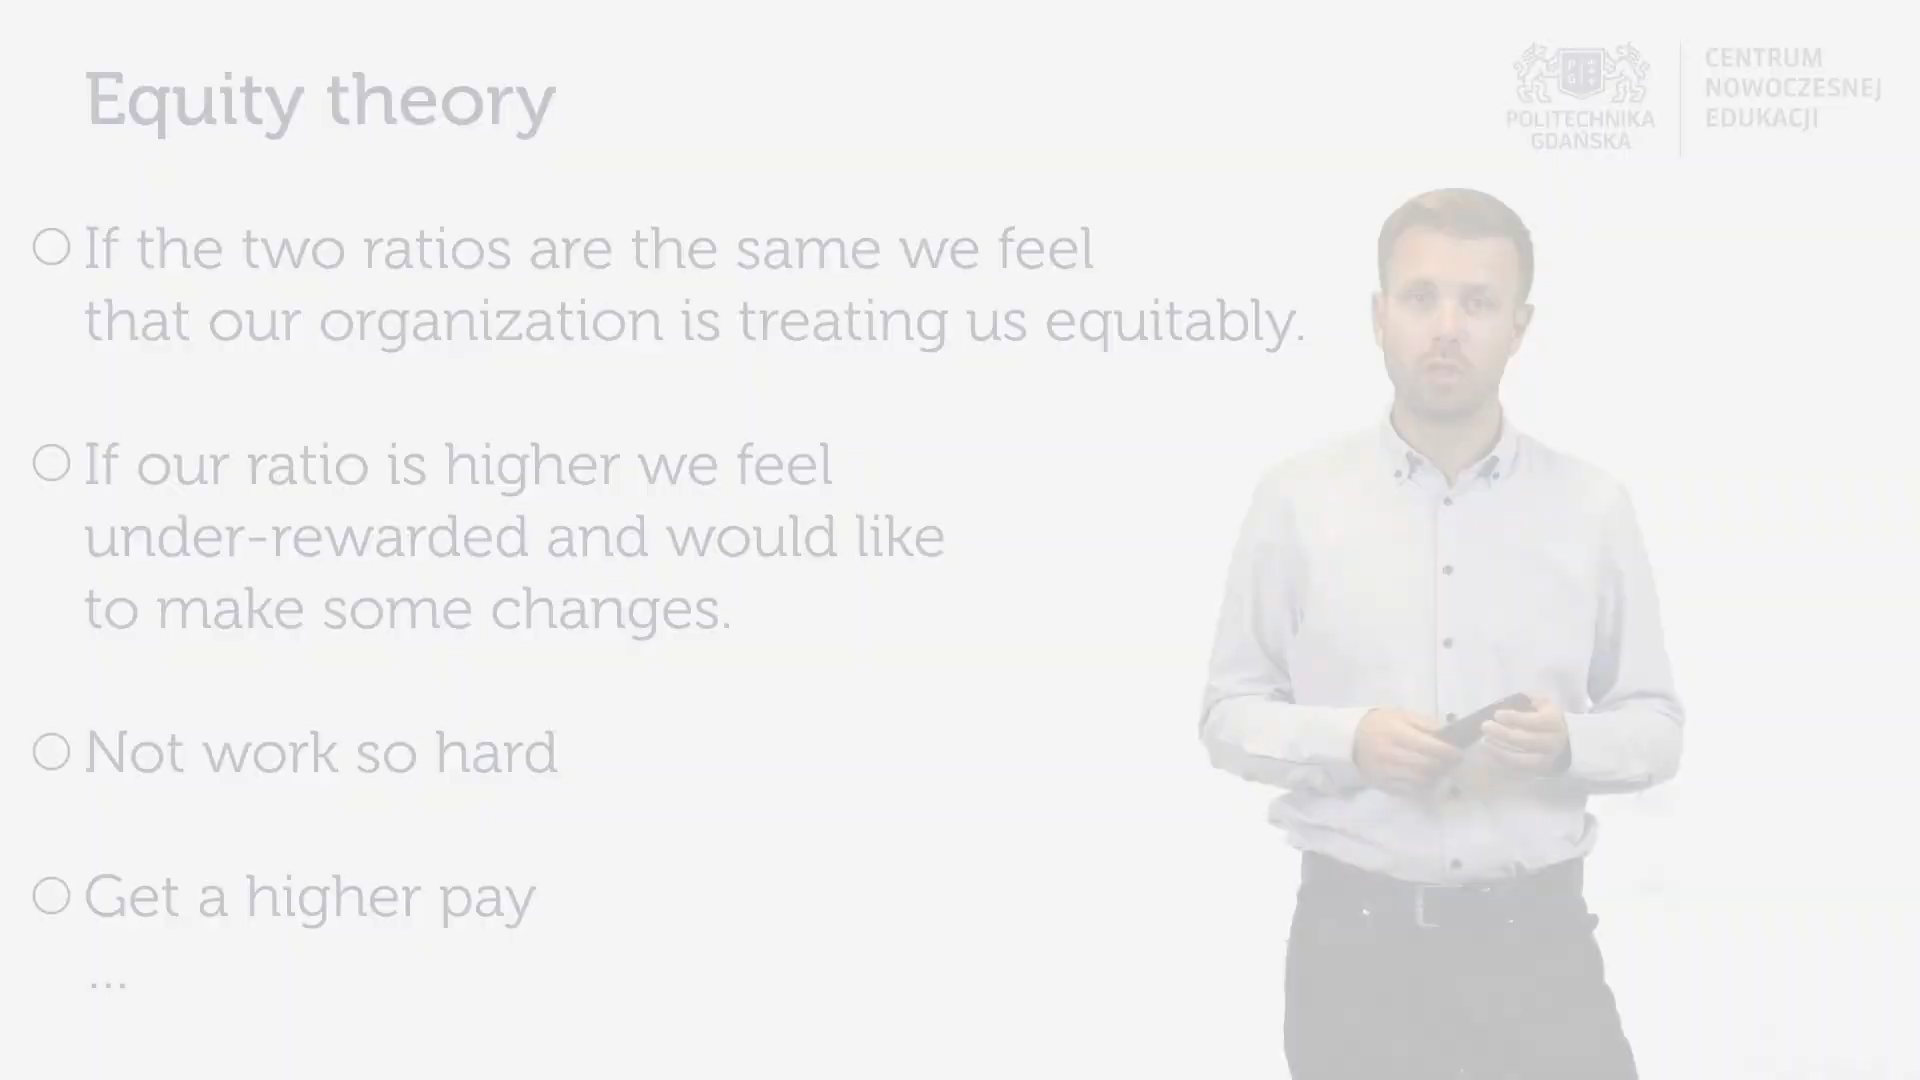 Equity theory
POLITECHNIKA
GDAŃSKA
CENTRUM
NOWOCZESNEJ
EDUKACJI
If the two ratios are the same we feel
that our organization is treating us equitably.
If our ratio is higher we feel
under-rewarded and would like
to make some changes.
Not work so hard
Get a higher pay
...